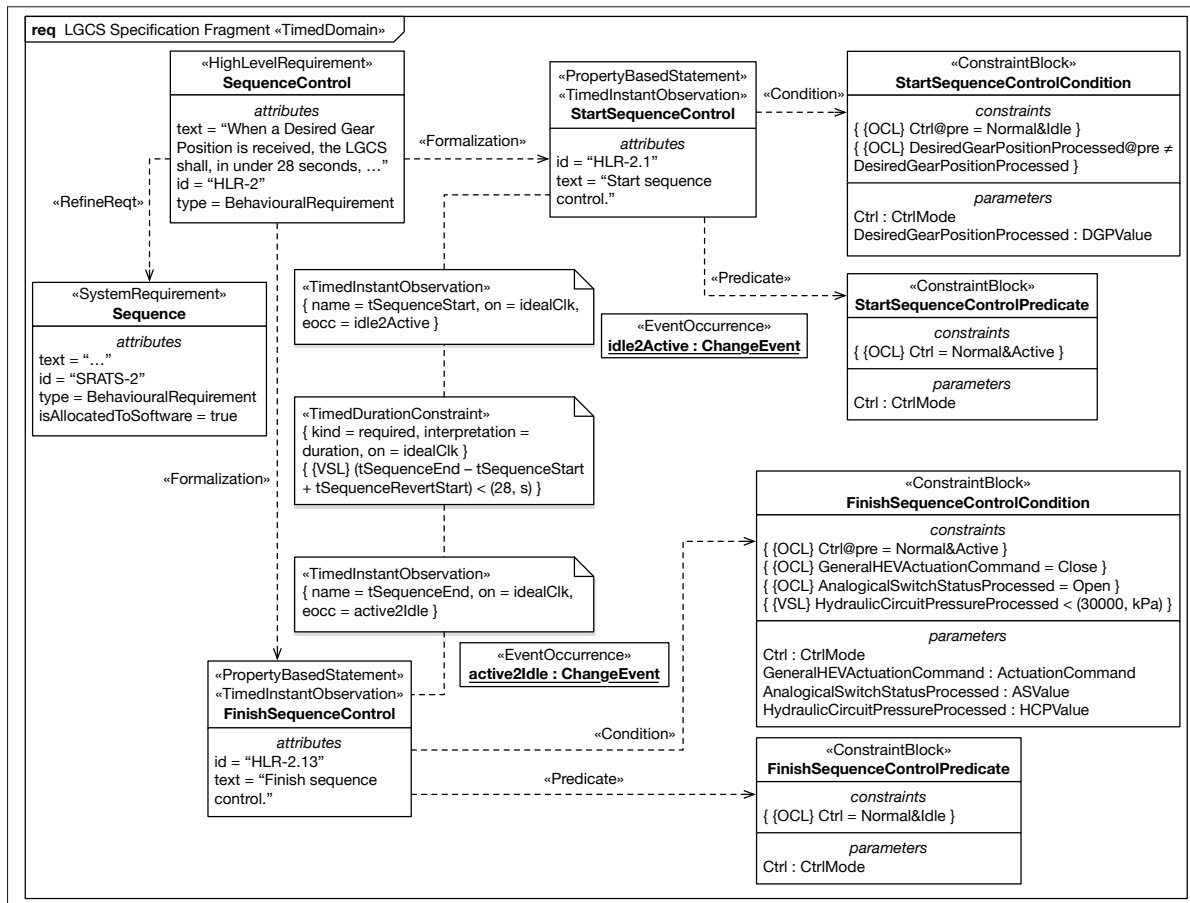 req LGCS Specification Fragment «TimedDomain»
«HighLevelRequirement»
SequenceControl
attributes
text = “When a Desired Gear
Position is received, the LGCS
shall, in under 28 seconds, …”
id = “HLR-2”
type = BehaviouralRequirement
«Formalization»
«PropertyBasedStatement»
«TimedInstantObservation»
StartSequenceControl
attributes
id = “HLR-2.1”
text = “Start sequence
control.”
«Condition»
«ConstraintBlock»
StartSequenceControlCondition
constraints
{ {OCL} Ctrl@pre = Normal&Idle }
{ {OCL} DesiredGearPositionProcessed@pre ≠
DesiredGearPositionProcessed }
parameters
Ctrl : CtrlMode
DesiredGearPositionProcessed : DGPValue
«RefineReqt»
«SystemRequirement»
Sequence
attributes
text = “…”
id = “SRATS-2”
type = BehaviouralRequirement
isAllocatedToSoftware = true
«TimedInstantObservation»
{ name = tSequenceStart, on = idealClk,
eocc = idle2Active }
«Predicate»
«EventOccurrence»
idle2Active : ChangeEvent
«ConstraintBlock»
StartSequenceControlPredicate
constraints
{ {OCL} Ctrl = Normal&Active }
parameters
Ctrl : CtrlMode
«TimedDurationConstraint»
{ kind = required, interpretation =
duration, on = idealClk }
{ {VSL} (tSequenceEnd – tSequenceStart
+ tSequenceRevertStart) < (28, s) }
«Formalization»
«TimedInstantObservation»
{ name = tSequenceEnd, on = idealClk,
eocc = active2Idle }
«EventOccurrence»
active2Idle : ChangeEvent
«ConstraintBlock»
FinishSequenceControlCondition
constraints
{ {OCL} Ctrl@pre = Normal&Active }
{ {OCL} GeneralHEVActuationCommand = Close }
{ {OCL} AnalogicalSwitchStatusProcessed = Open }
{ {VSL} HydraulicCircuitPressureProcessed < (30000, kPa) }
parameters
Ctrl : CtrlMode
GeneralHEVActuationCommand : ActuationCommand
AnalogicalSwitchStatusProcessed : ASValue
HydraulicCircuitPressureProcessed : HCPValue
«PropertyBasedStatement»
«TimedInstantObservation»
FinishSequenceControl
attributes
id = “HLR-2.13”
text = “Finish sequence
control.”
«Condition»
«Predicate»
«ConstraintBlock»
FinishSequenceControlPredicate
constraints
{ {OCL} Ctrl = Normal&Idle }
parameters
Ctrl : CtrlMode